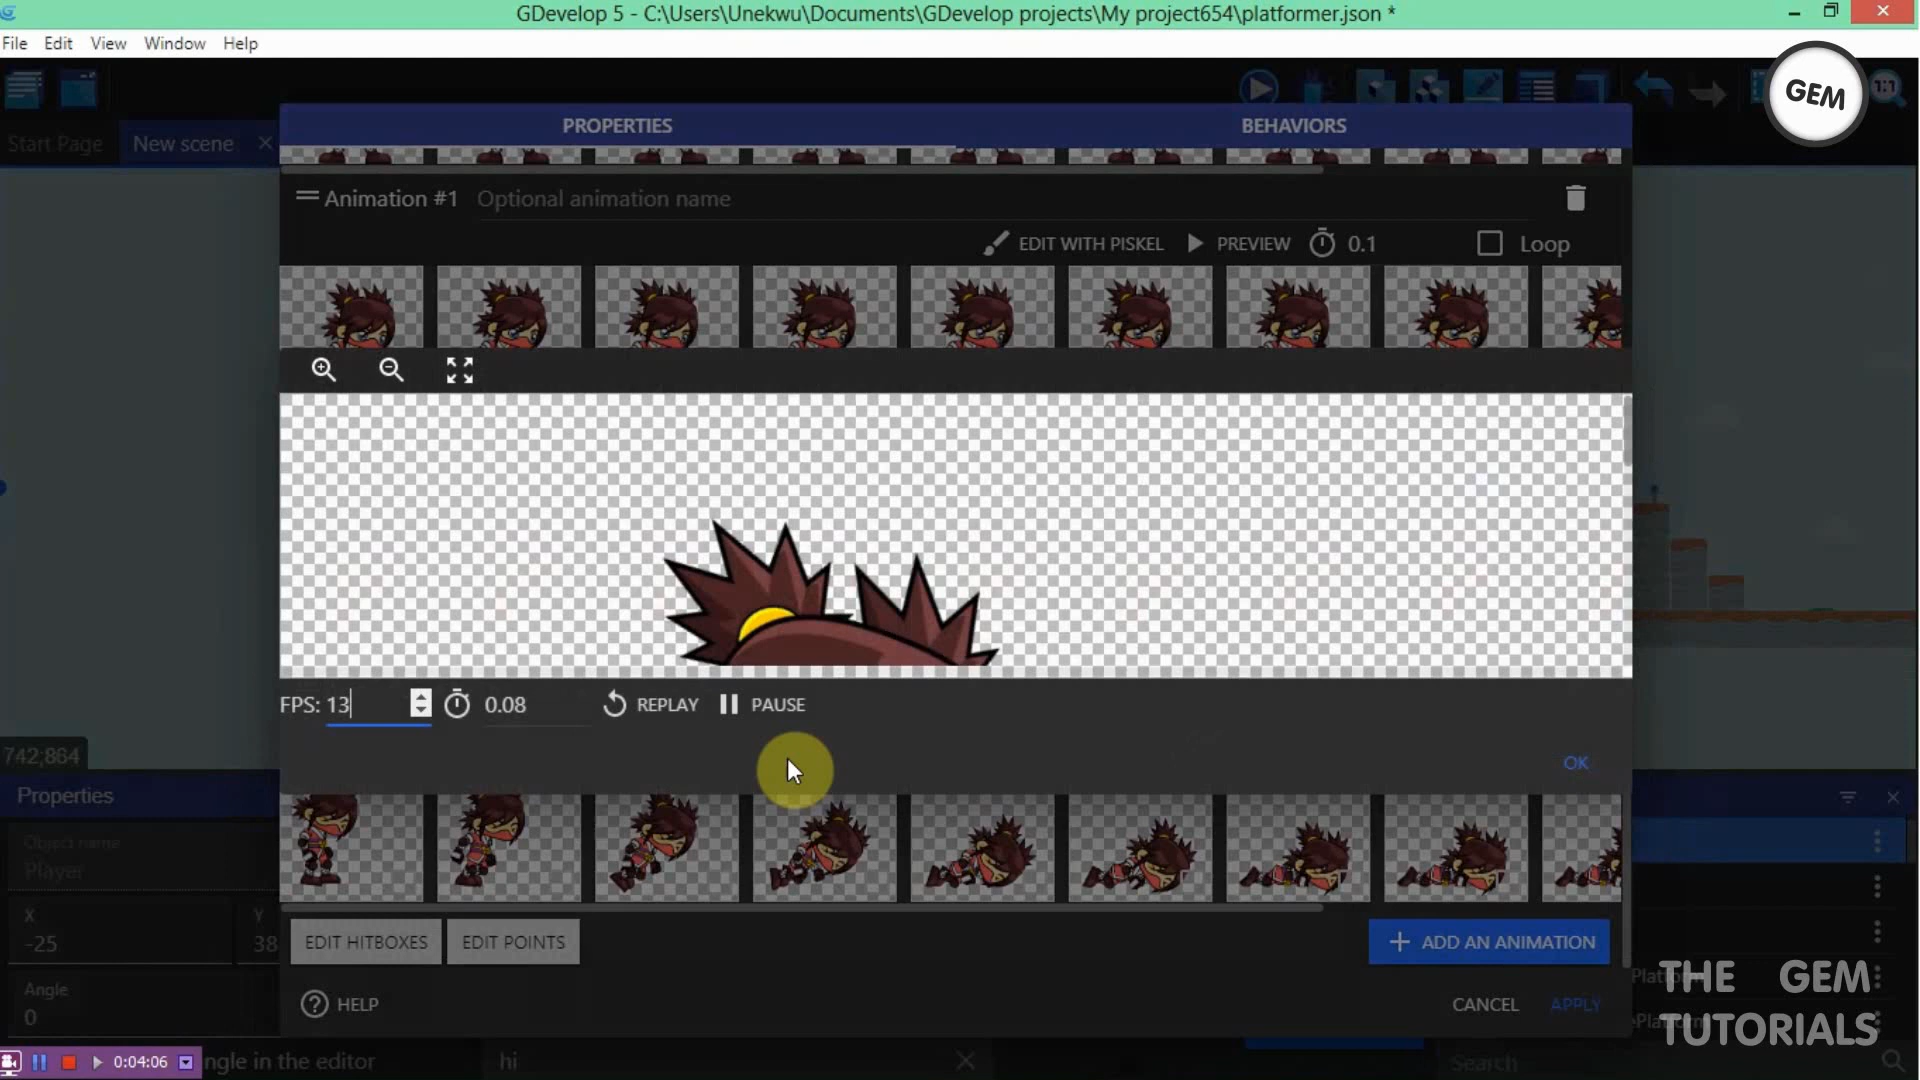 GDevelop 5 - C:\Users\Unekwu\Documents\GDevelop projects\My project654\platformer.json *
File Edit View Window Help
GEM
1:1
Start Page New scene
PROPERTIES BEHAVIORS
Animation #1 Optional animation name
EDIT WITH PISKEL PREVIEW 0.1 Loop
FPS: 13 0.08 REPLAY PAUSE
742;864
OK
Properties
Object name
Player
X Y
-25 38
EDIT HITBOXES EDIT POINTS ADD AN ANIMATION
Angle
0
HELP CANCEL APPLY
THE GEM
TUTORIALS
0:04:06 ngle in the editor hi Search